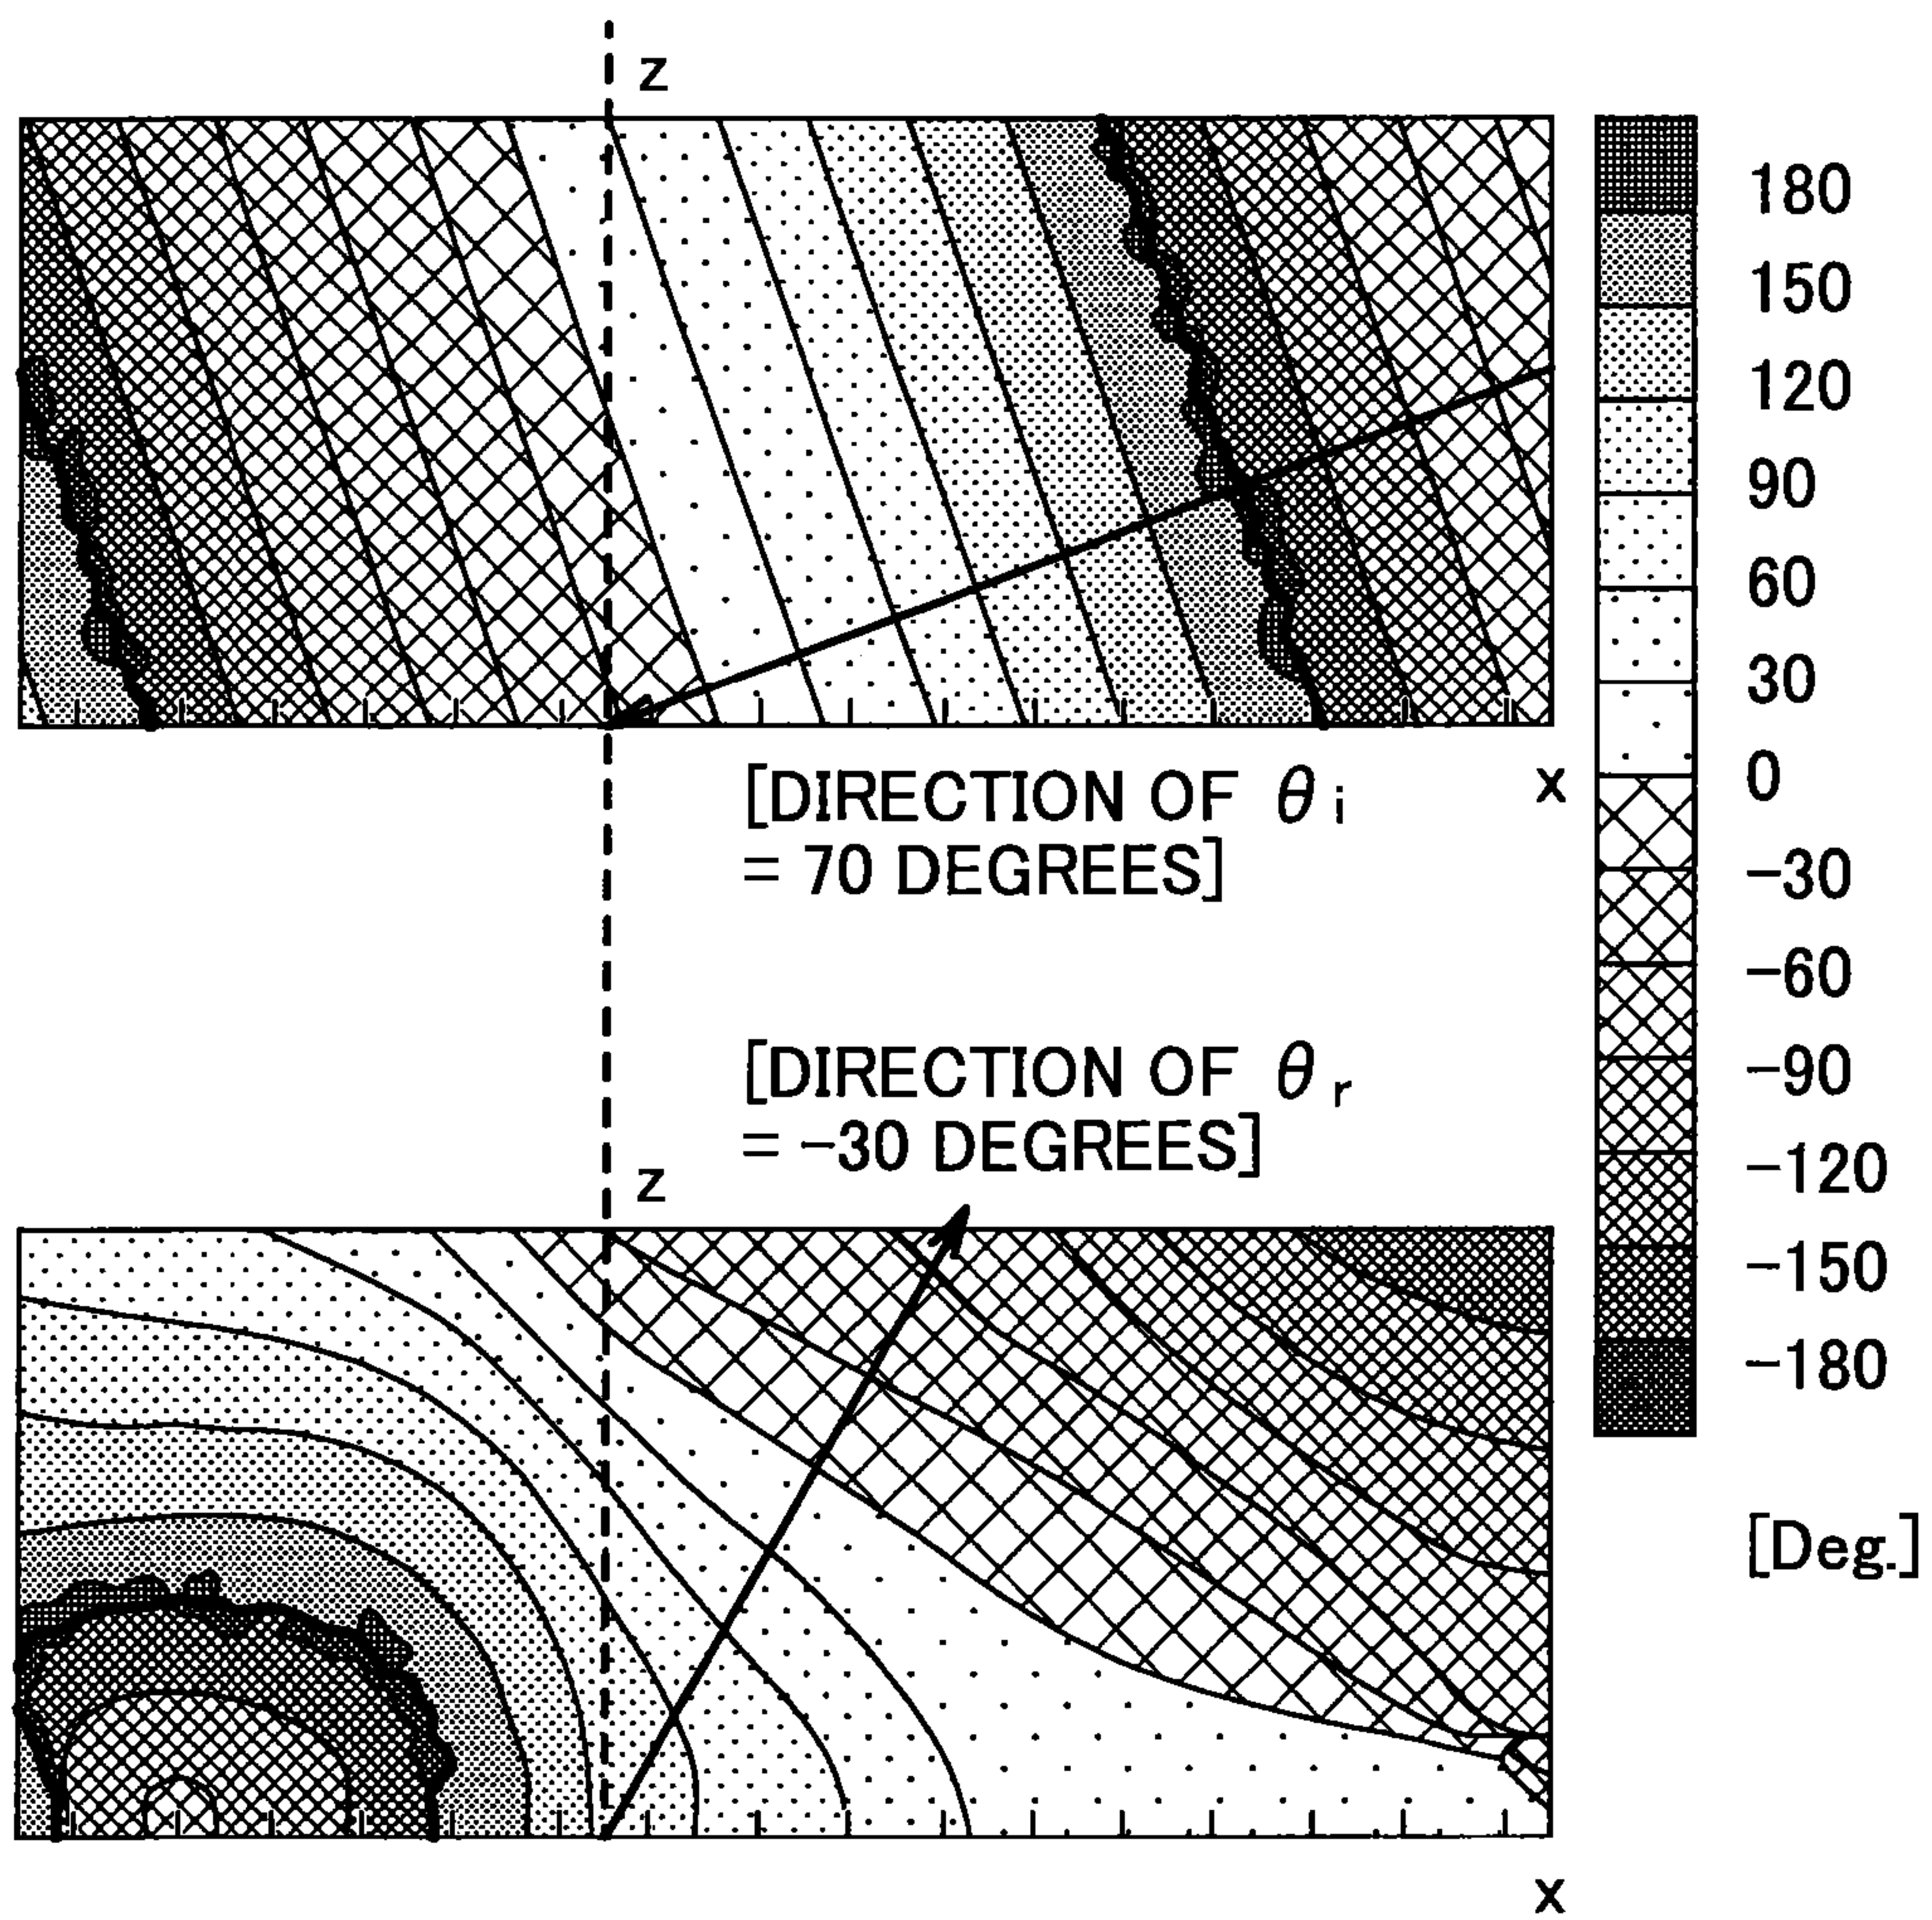 z
[DIRECTION OF θi
= 70 DEGREES]
x
[DIRECTION OF θr
= −30 DEGREES]
z
x
180
150
120
90
60
30
0
−30
−60
−90
−120
−150
−180
[Deg.]